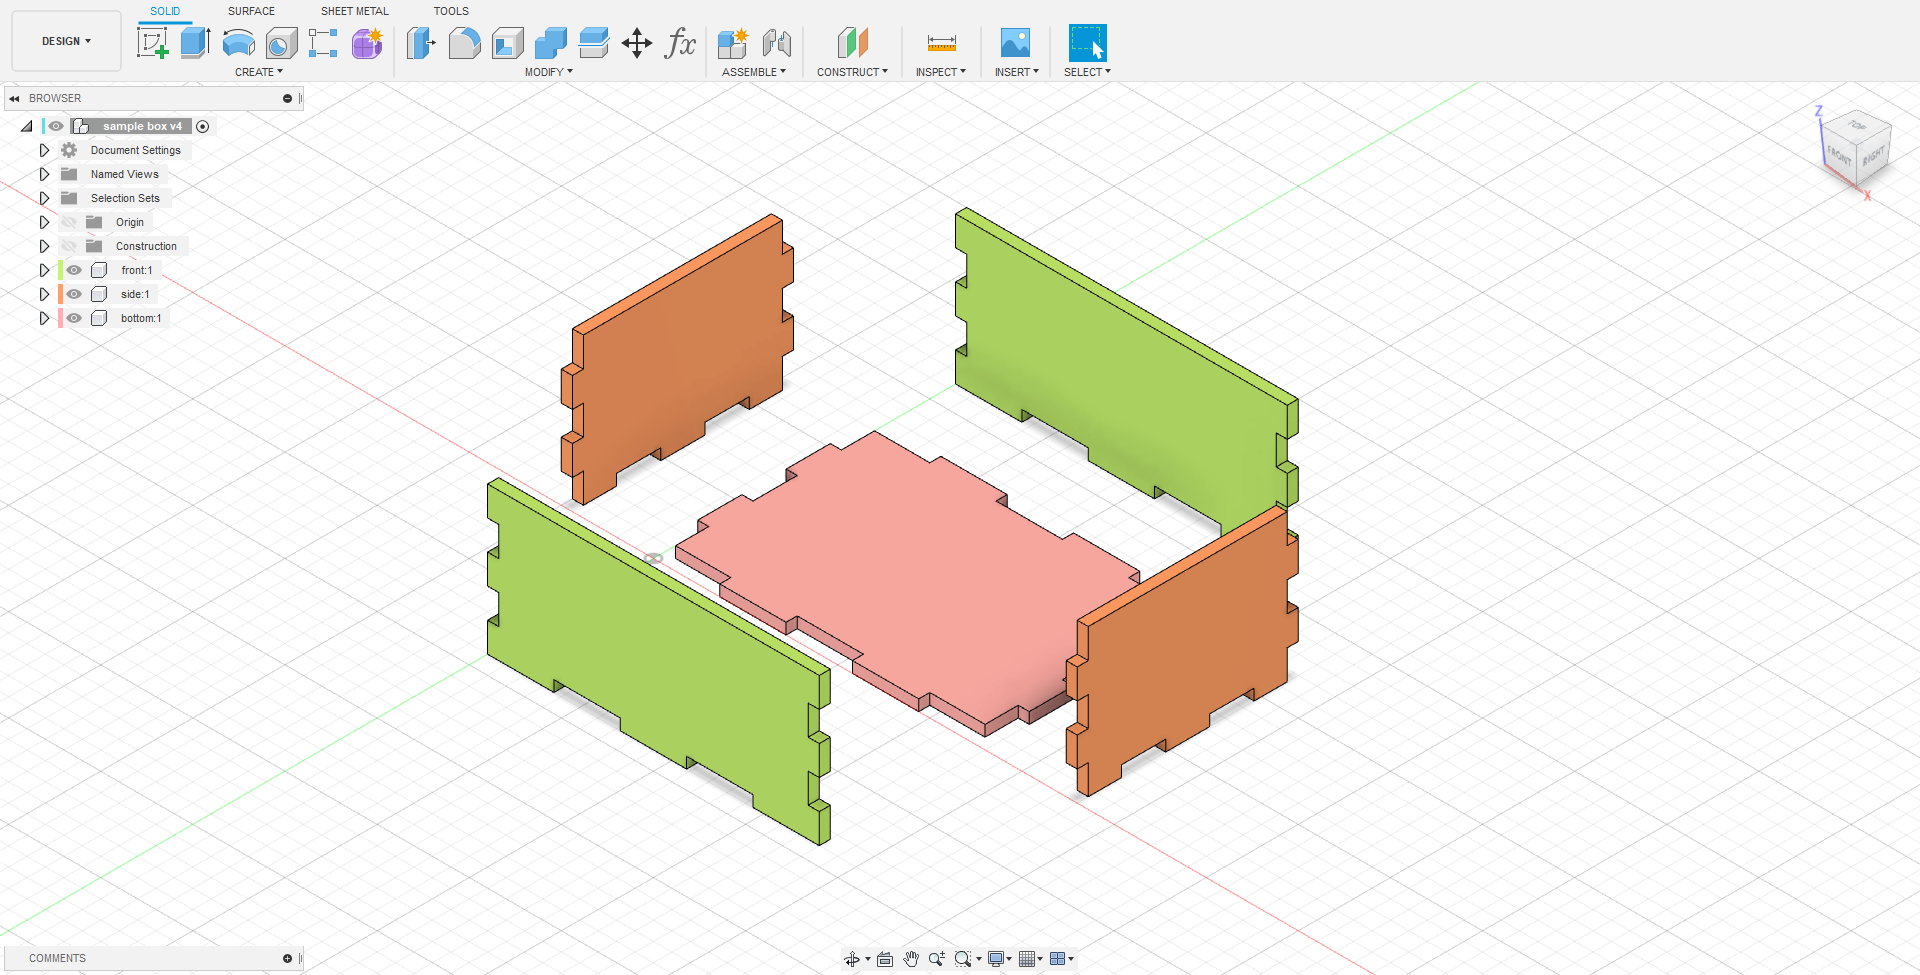 SOLID SURFACE SHEET METAL TOOLS
DESIGN
fx
CREATE MODIFY ASSEMBLE CONSTRUCT INSPECT INSERT SELECT
BROWSER
sample box v4
Document Settings
Named Views
Selection Sets
Origin
Construction
front:1
side:1
bottom:1
Z
TOP
FRONT RIGHT
X
COMMENTS